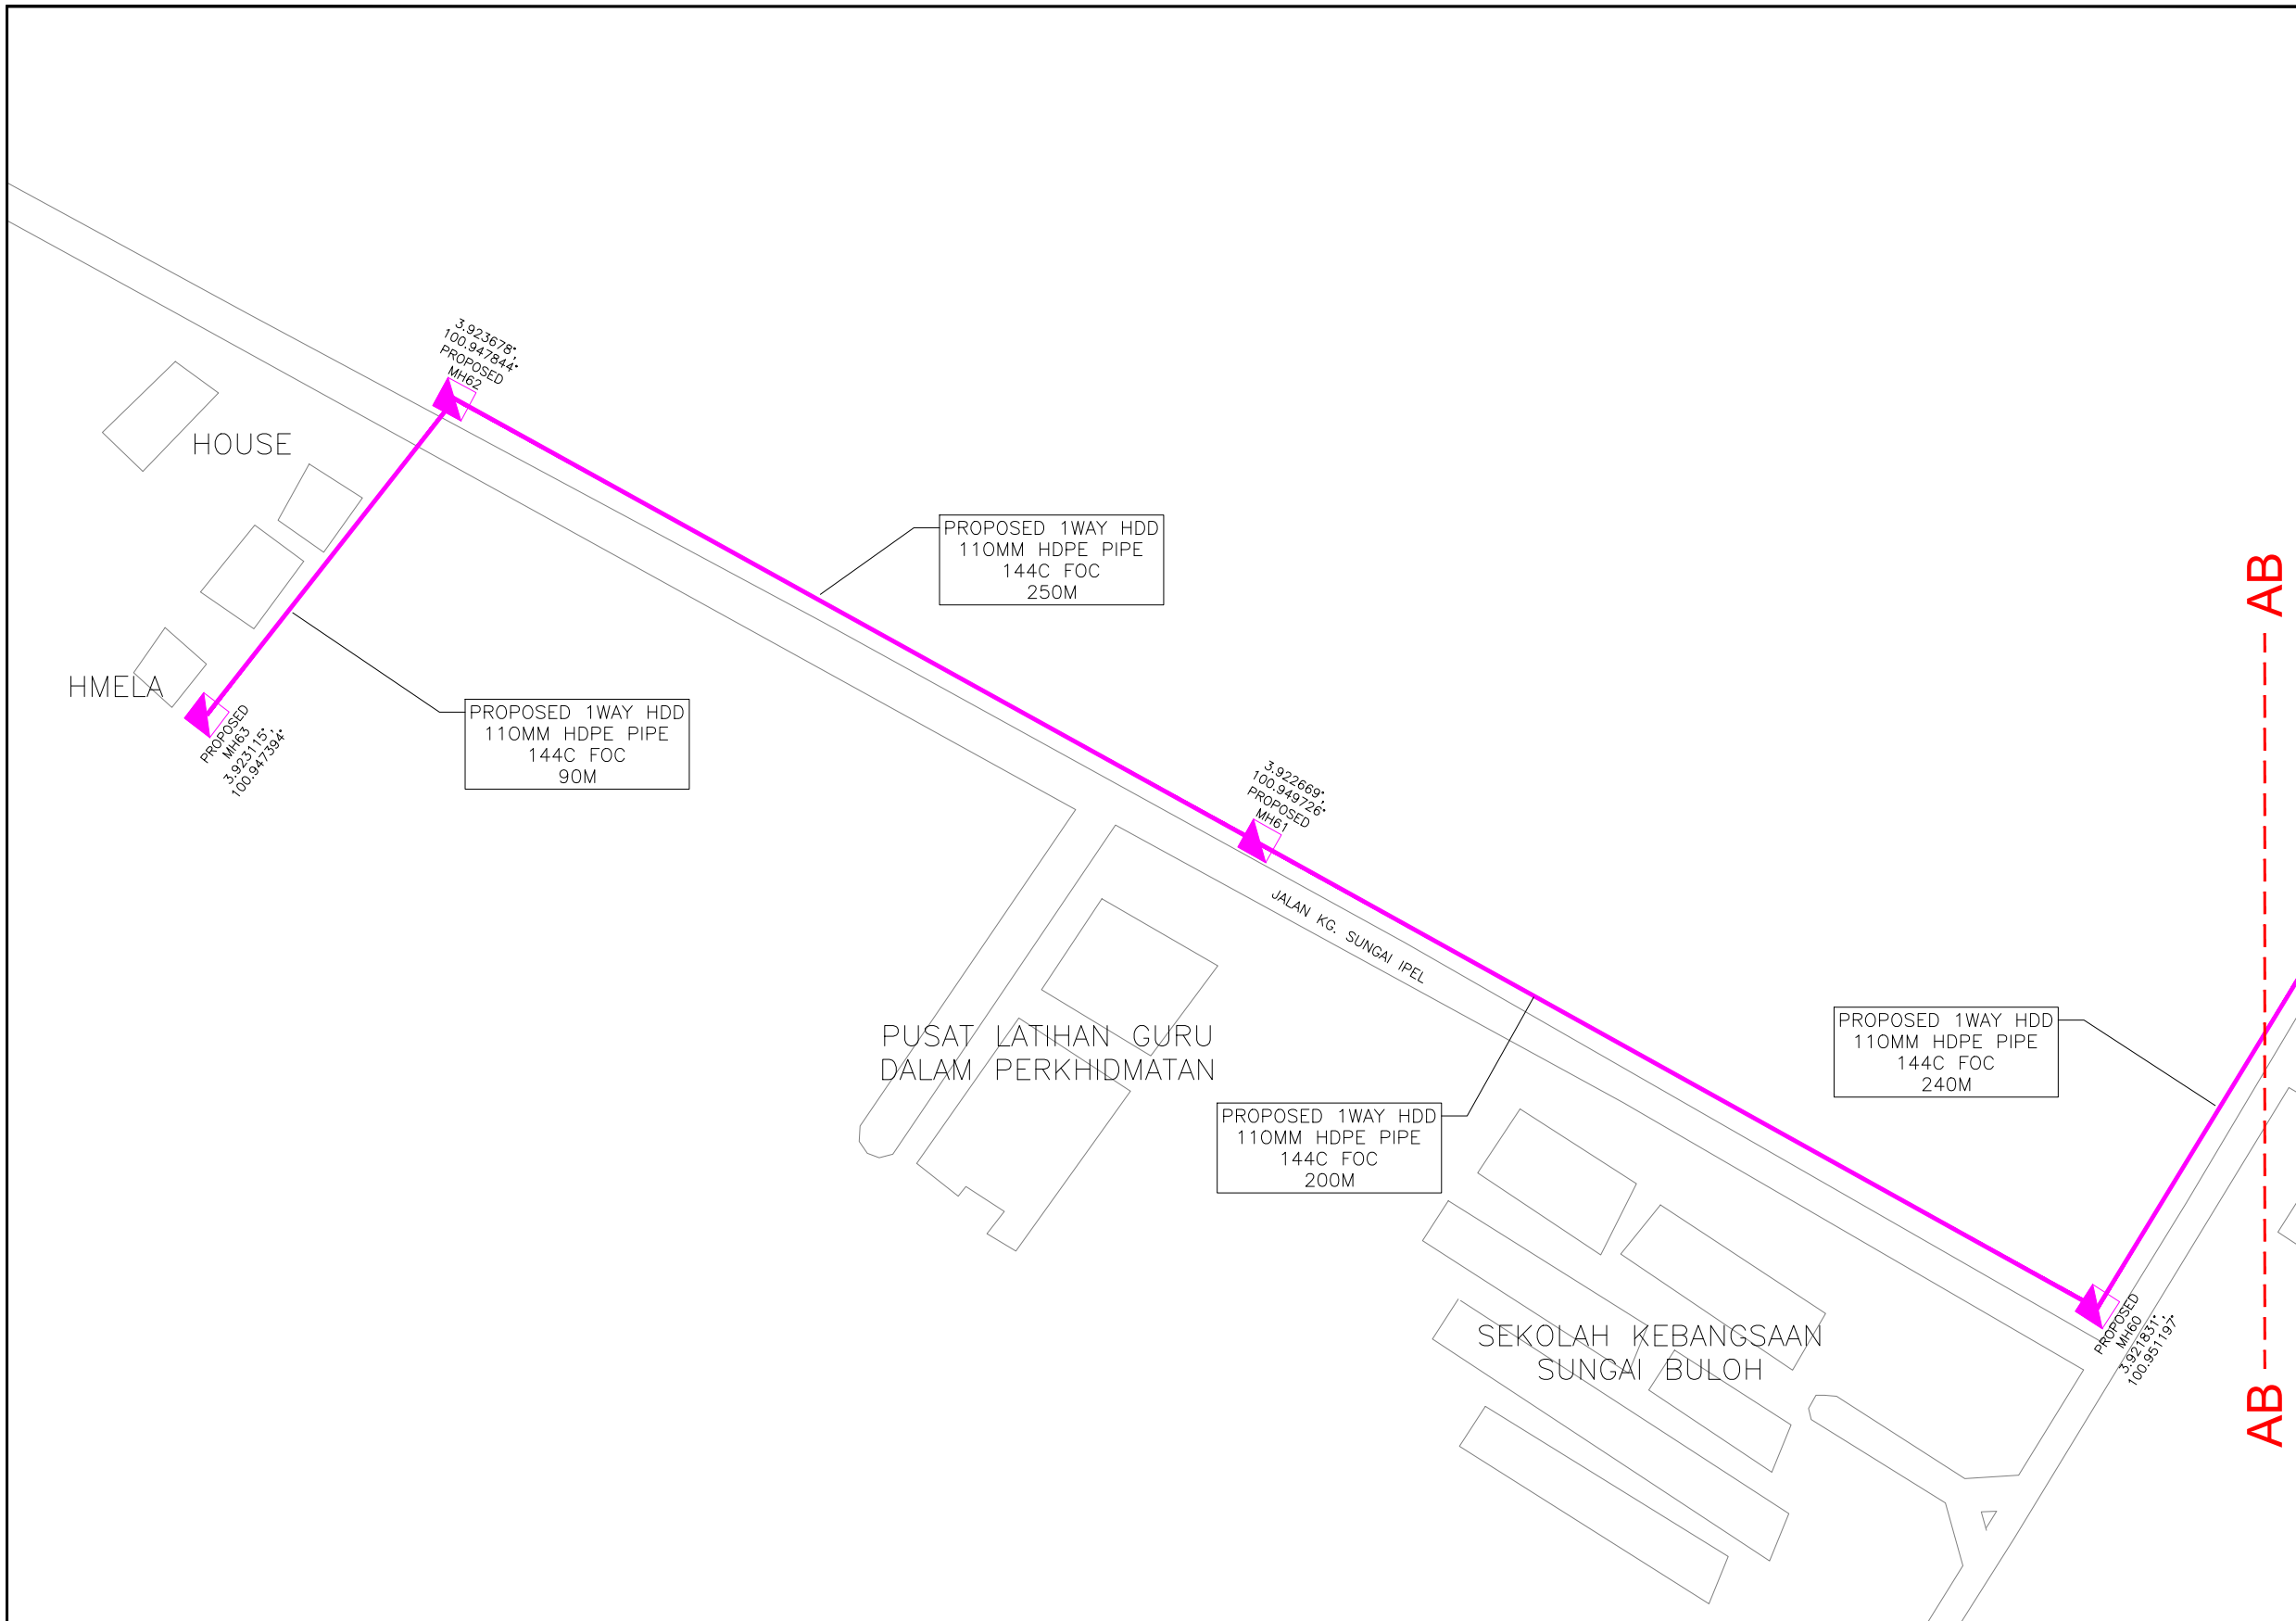 3.923678°,
100.947844°
PROPOSED
MH62
HOUSE
PROPOSED 1WAY HDD
110MM HDPE PIPE
144C FOC
250M
AB
HMELA
PROPOSED
MH63
3.923115°,
100.947394°
PROPOSED 1WAY HDD
110MM HDPE PIPE
144C FOC
90M
3.922669°,
100.949726°
PROPOSED
MH61
JALAN KG. SUNGAI IPEL
PUSAT LATIHAN GURU
DALAM PERKHIDMATAN
PROPOSED 1WAY HDD
110MM HDPE PIPE
144C FOC
240M
PROPOSED 1WAY HDD
110MM HDPE PIPE
144C FOC
200M
PROPOSED
MH60
3.921831°,
100.951197°
SEKOLAH KEBANGSAAN
SUNGAI BULOH
AB